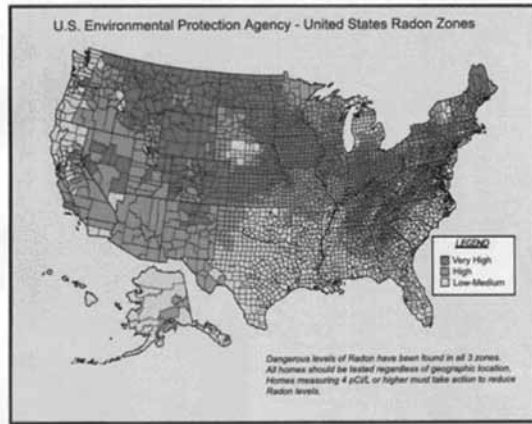 U.S. Environmental Protection Agency - United States Radon Zones
LEGEND
Very High
High
Low-Medium
Dangerous levels of Radon have been found in all 3 zones.
All homes should be tested regardless of geographic location.
Homes measuring 4 pCi/L or higher must take action to reduce
Radon levels.